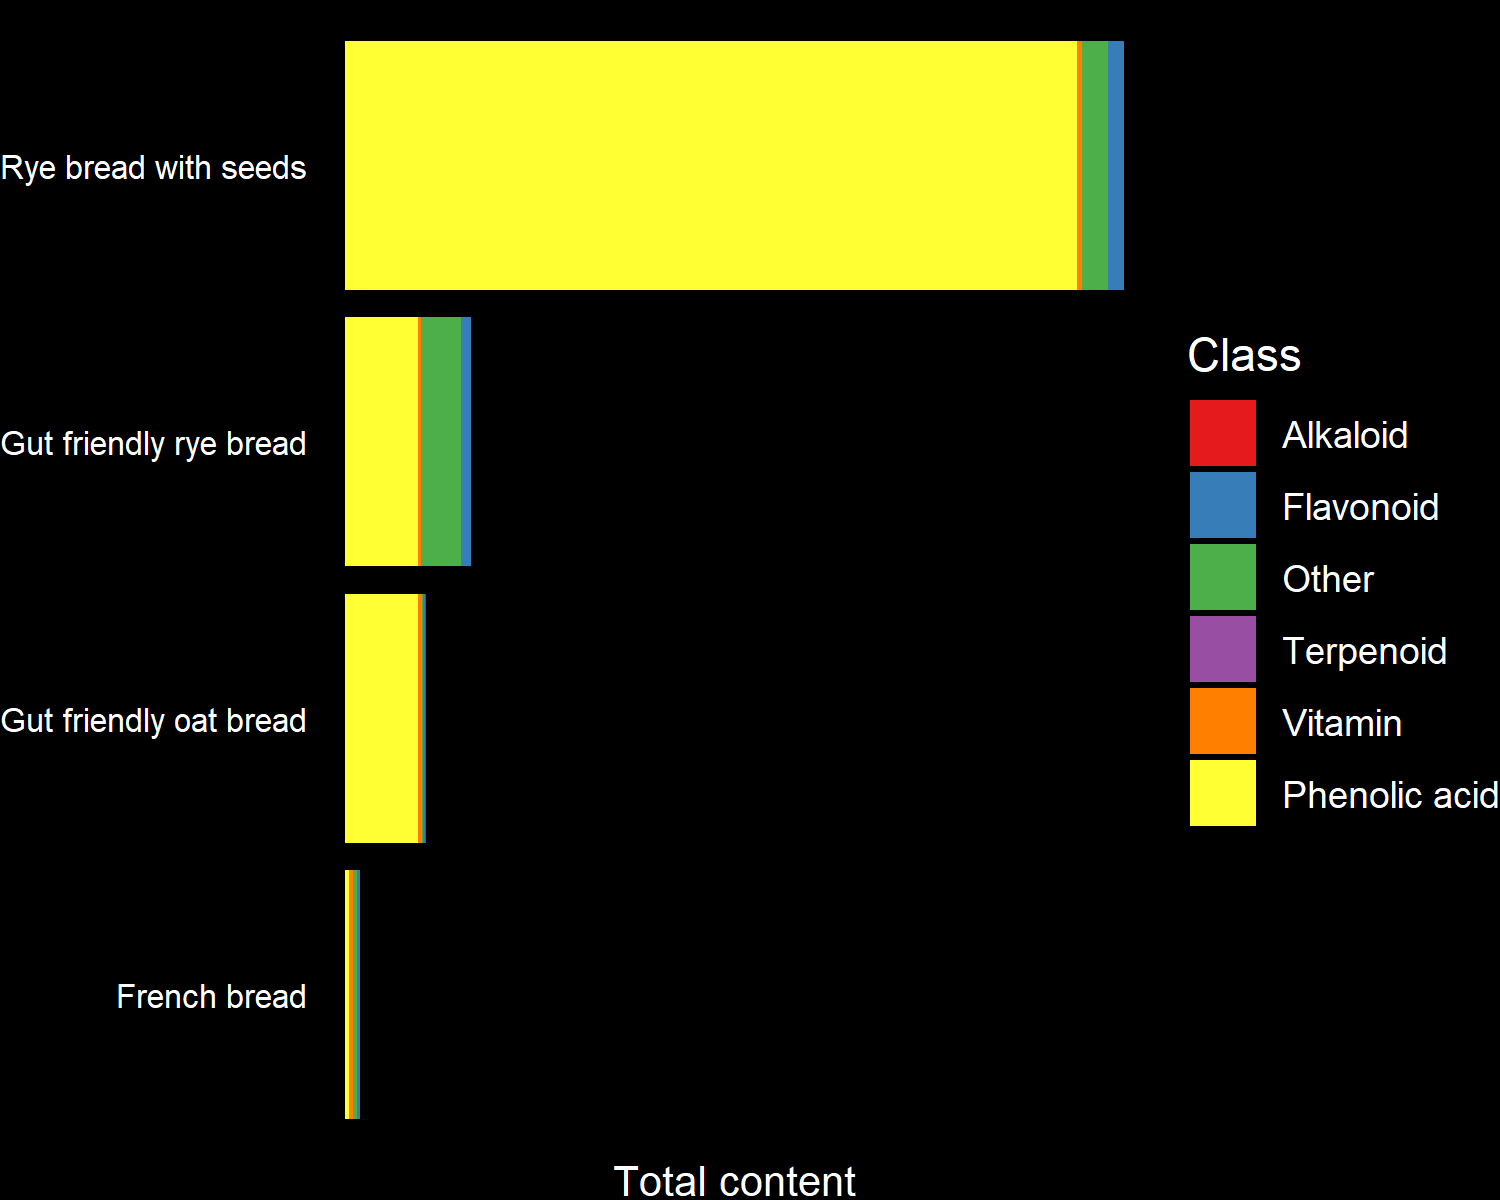 Rye bread with seeds
Gut friendly rye bread
Gut friendly oat bread
French bread
Total content
Class
Alkaloid
Flavonoid
Other
Terpenoid
Vitamin
Phenolic acid